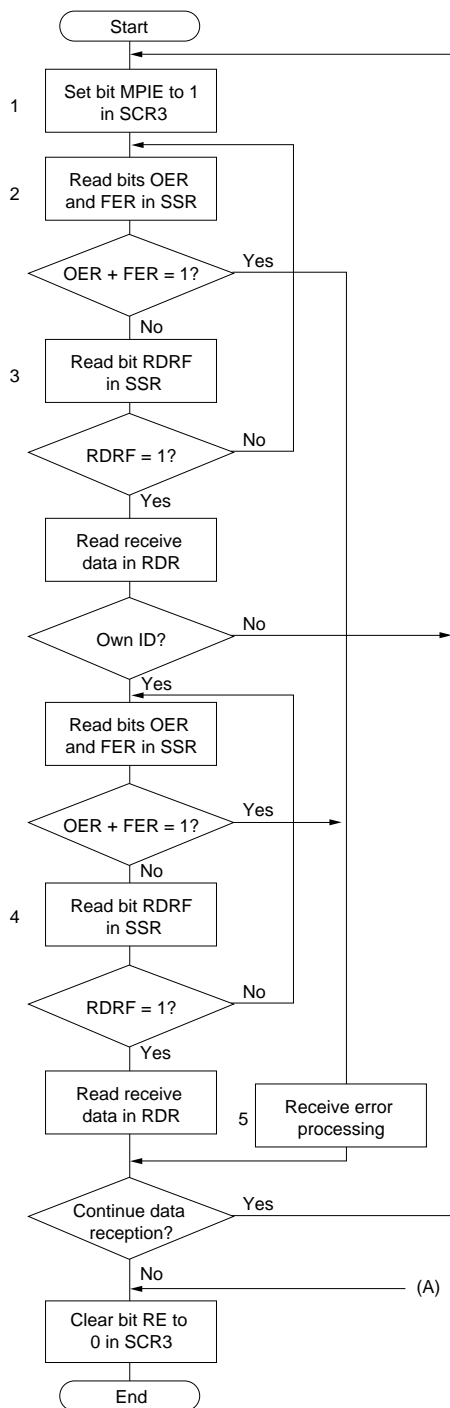 Start
1
Set bit MPIE to 1
in SCR3
2
Read bits OER
and FER in SSR
OER + FER = 1?
Yes
No
3
Read bit RDRF
in SSR
RDRF = 1?
No
Yes
Read receive
data in RDR
Own ID?
No
Yes
Read bits OER
and FER in SSR
OER + FER = 1?
Yes
No
4
Read bit RDRF
in SSR
RDRF = 1?
No
Yes
Read receive
data in RDR
5
Receive error
processing
Continue data
reception?
Yes
No
(A)
Clear bit RE to
0 in SCR3
End